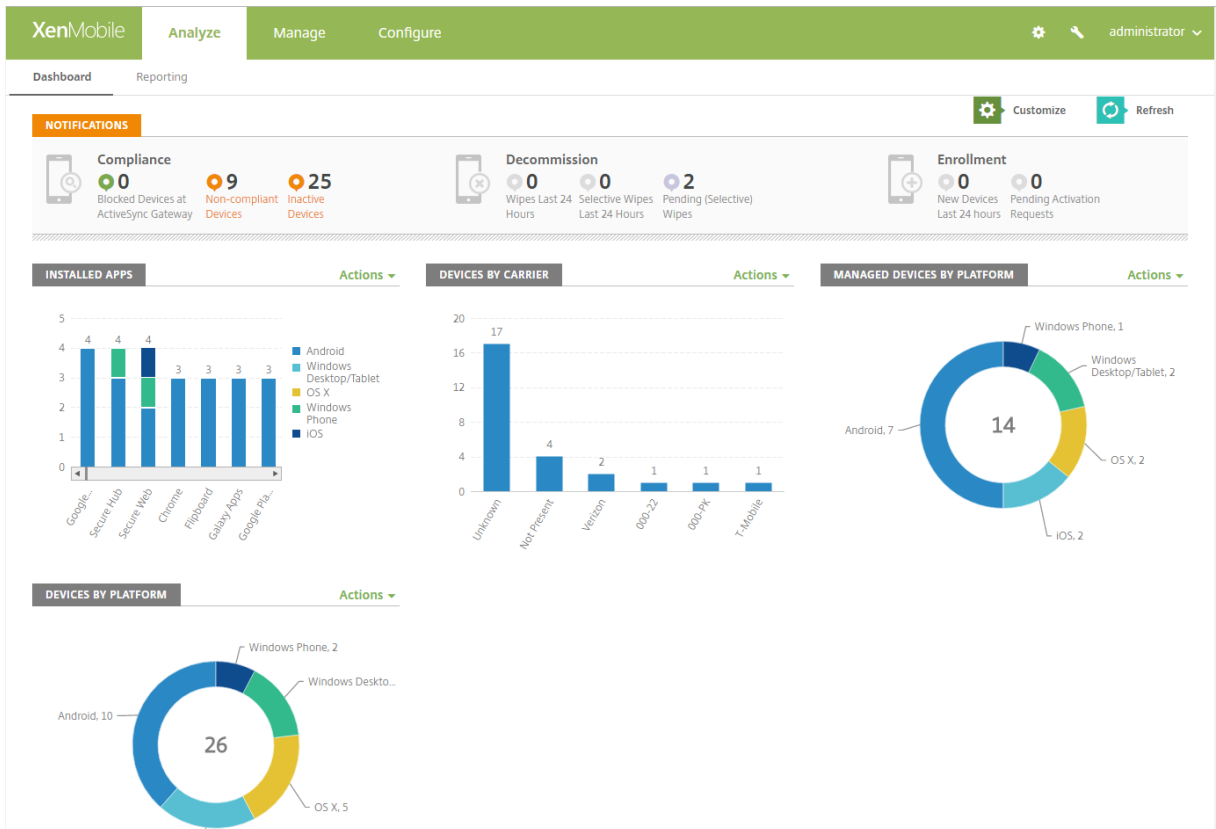 XenMobile
Analyze
Manage
Configure
administrator
Dashboard
Reporting
Customize
Refresh
NOTIFICATIONS
Compliance
0
Blocked Devices at
ActiveSync Gateway
9
Non-compliant
Devices
25
Inactive
Devices
Decommission
0
Wipes Last 24
Hours
0
Selective Wipes
Last 24 Hours
2
Pending (Selective)
Wipes
Enrollment
0
New Devices
Last 24 hours
0
Pending Activation
Requests
INSTALLED APPS
Actions
5
4
3
2
1
0
4
4
4
3
3
3
3
Google...
Secure Hub
Secure Web
Chrome
Flipboard
Galaxy Apps
Google Pla...
Android
Windows
Desktop/Tablet
OS X
Windows
Phone
iOS
DEVICES BY CARRIER
Actions
20
16
12
8
4
0
17
4
2
1
1
1
Unknown
Not Present
Verizon
000-22
000-PK
T-Mobile
MANAGED DEVICES BY PLATFORM
Actions
Windows Phone, 1
Windows
Desktop/Tablet, 2
Android, 7
14
OS X, 2
iOS, 2
DEVICES BY PLATFORM
Actions
Windows Phone, 2
Windows Deskto...
Android, 10
26
OS X, 5